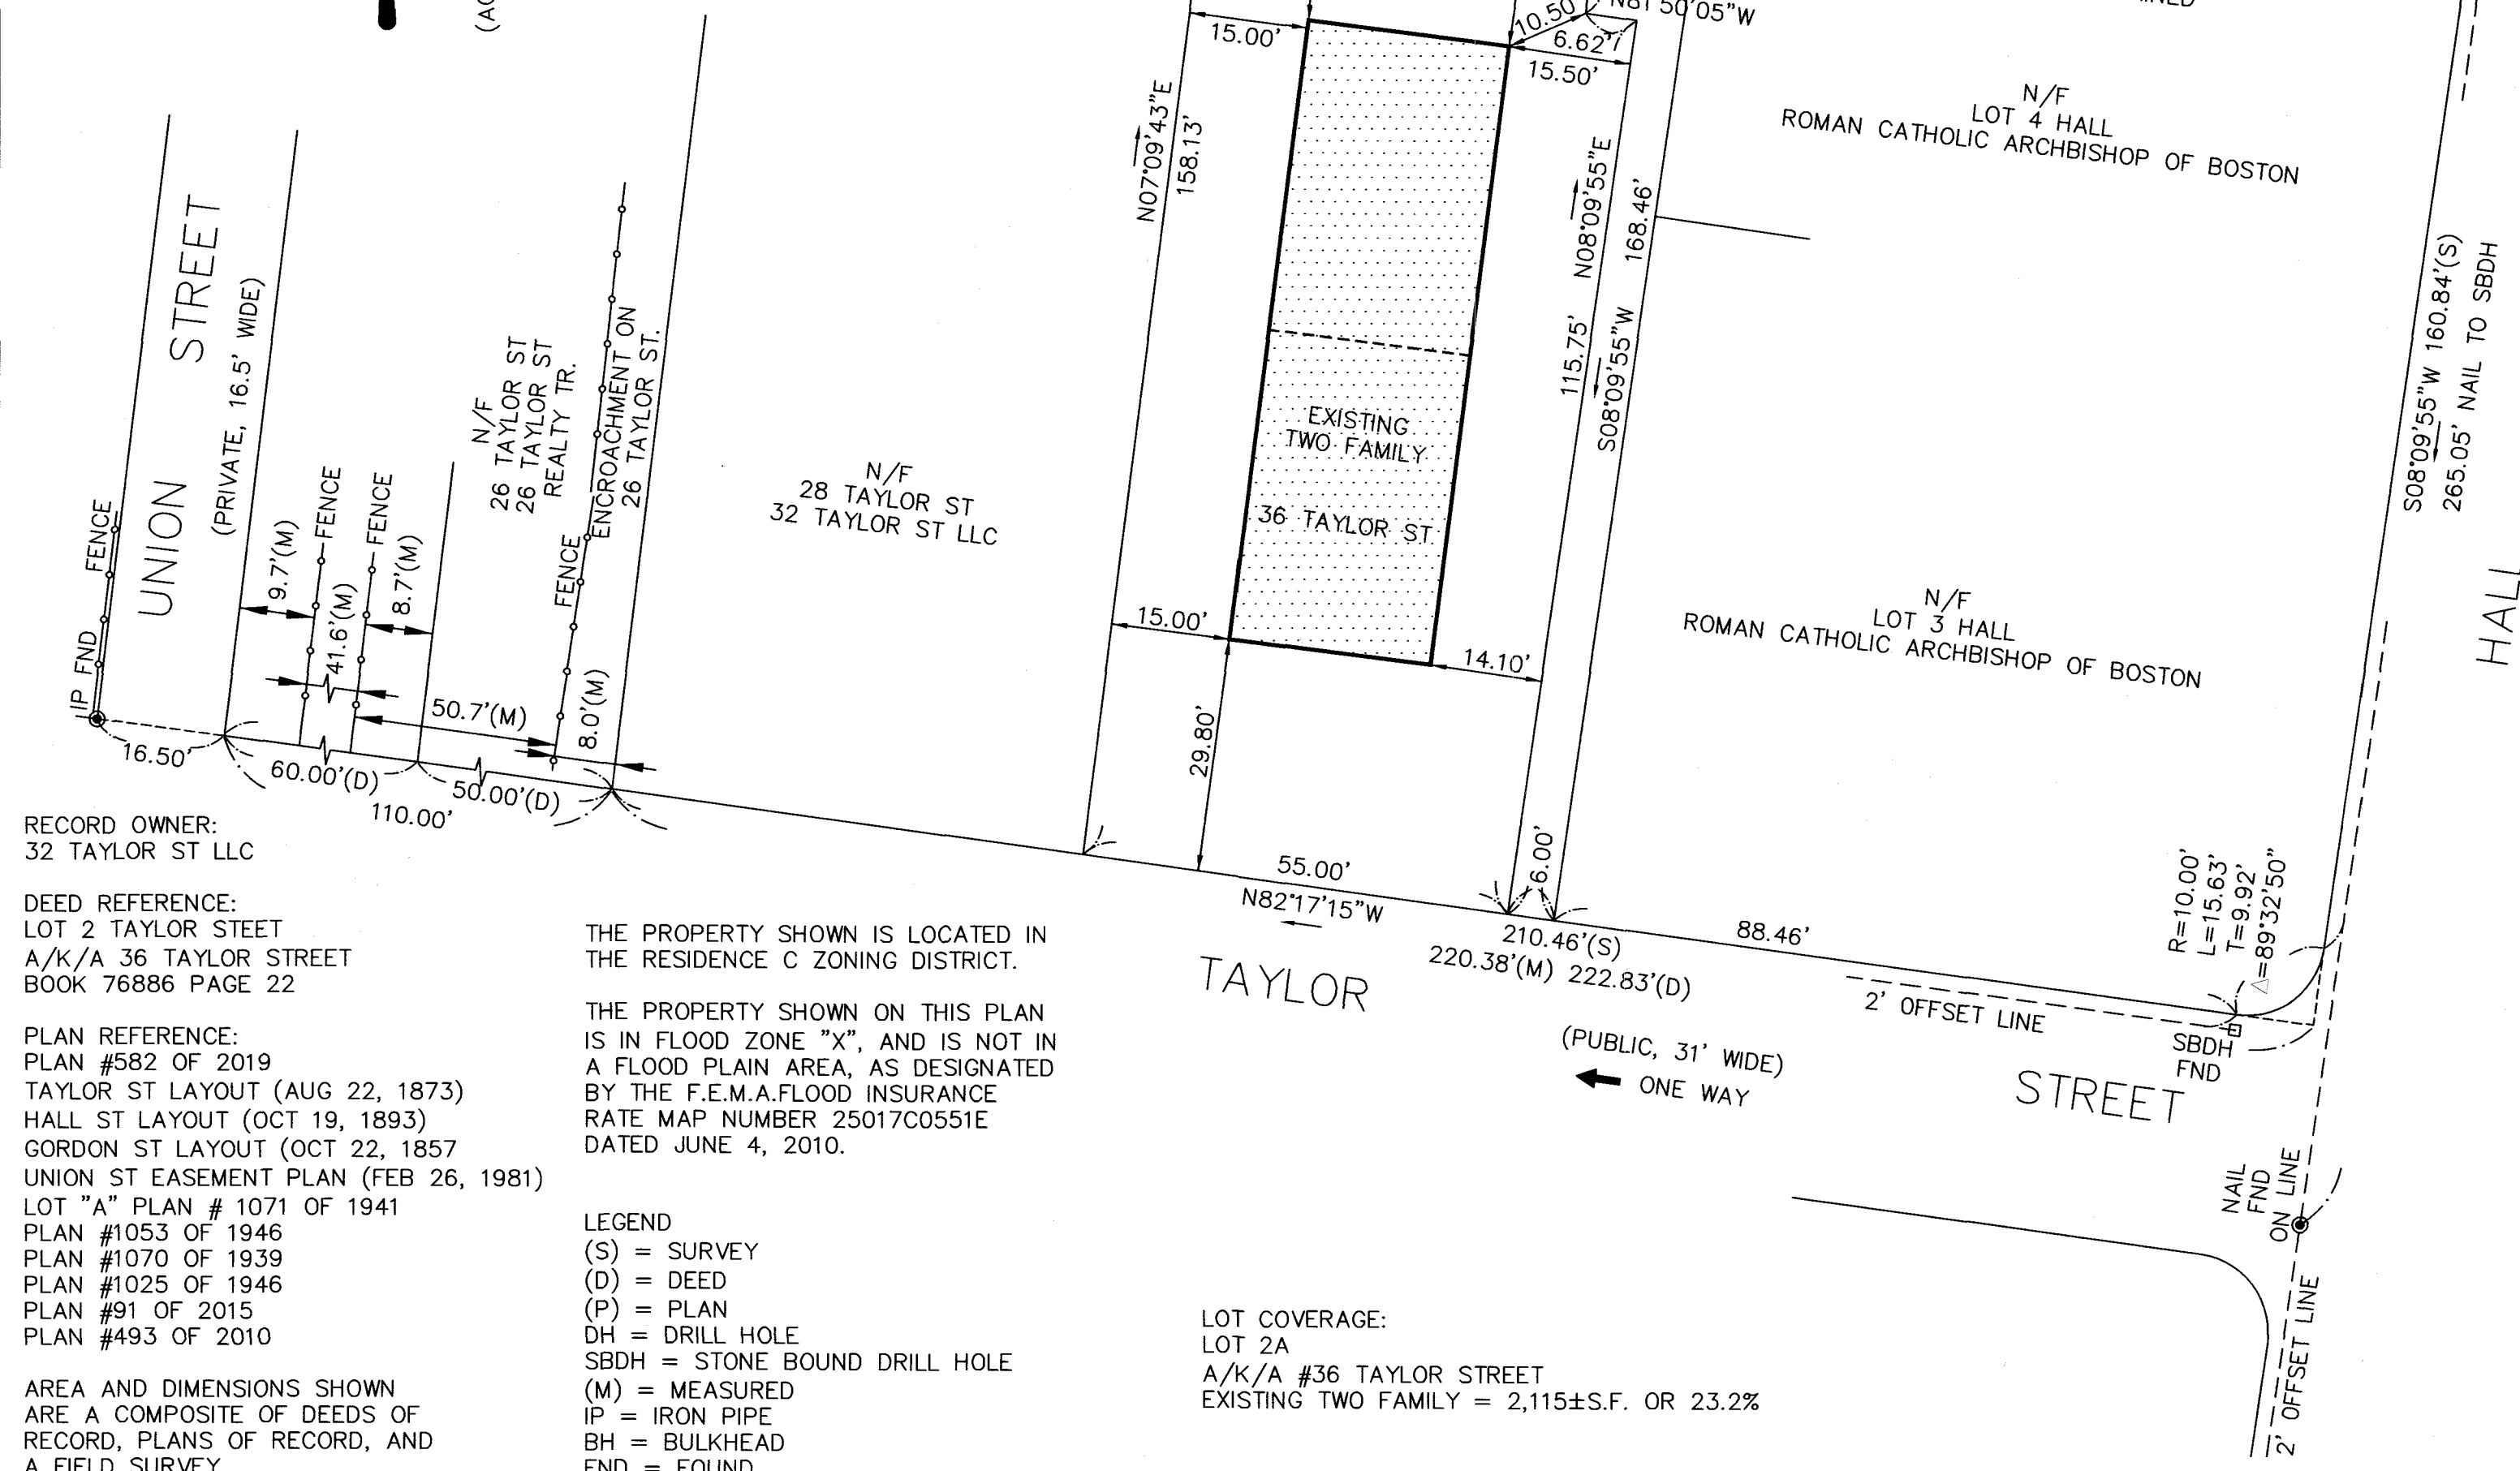 15.00'
10.50'
N81°50'05"W
6.62'
15.50'
N07°09'43"E
158.13'
N/F
LOT 4 HALL
ROMAN CATHOLIC ARCHBISHOP OF BOSTON
UNION STREET
(PRIVATE, 16.5' WIDE)
FENCE
IP FND
9.7'(M)
FENCE
41.6'(M)
FENCE
8.7'(M)
N/F
26 TAYLOR ST
26 TAYLOR ST
REALTY TR.
FENCE
ENCROACHMENT ON
26 TAYLOR ST.
50.7'(M)
8.0'(M)
16.50'
60.00'(D)
50.00'(D)
110.00'
N/F
28 TAYLOR ST
32 TAYLOR ST LLC
EXISTING
TWO FAMILY
36 TAYLOR ST
115.75'
N08°09'55"E
S08°09'55"W
168.46'
15.00'
14.10'
29.80'
6.00'
55.00'
N82°17'15"W
N/F
LOT 3 HALL
ROMAN CATHOLIC ARCHBISHOP OF BOSTON
S08°09'55"W 160.84'(S)
265.05' NAIL TO SBDH
HALL
88.46'
210.46'(S)
220.38'(M) 222.83'(D)
R=10.00'
L=15.63'
T=9.92'
△=89°32'50"
2' OFFSET LINE
SBDH
FND
TAYLOR STREET
(PUBLIC, 31' WIDE)
ONE WAY
NAIL
FND
ON LINE
2' OFFSET LINE
RECORD OWNER:
32 TAYLOR ST LLC
DEED REFERENCE:
LOT 2 TAYLOR STEET
A/K/A 36 TAYLOR STREET
BOOK 76886 PAGE 22
PLAN REFERENCE:
PLAN #582 OF 2019
TAYLOR ST LAYOUT (AUG 22, 1873)
HALL ST LAYOUT (OCT 19, 1893)
GORDON ST LAYOUT (OCT 22, 1857
UNION ST EASEMENT PLAN (FEB 26, 1981)
LOT "A" PLAN # 1071 OF 1941
PLAN #1053 OF 1946
PLAN #1070 OF 1939
PLAN #1025 OF 1946
PLAN #91 OF 2015
PLAN #493 OF 2010
AREA AND DIMENSIONS SHOWN
ARE A COMPOSITE OF DEEDS OF
RECORD, PLANS OF RECORD, AND
A FIELD SURVEY
THE PROPERTY SHOWN IS LOCATED IN
THE RESIDENCE C ZONING DISTRICT.
THE PROPERTY SHOWN ON THIS PLAN
IS IN FLOOD ZONE "X", AND IS NOT IN
A FLOOD PLAIN AREA, AS DESIGNATED
BY THE F.E.M.A.FLOOD INSURANCE
RATE MAP NUMBER 25017C0551E
DATED JUNE 4, 2010.
LEGEND
(S) = SURVEY
(D) = DEED
(P) = PLAN
DH = DRILL HOLE
SBDH = STONE BOUND DRILL HOLE
(M) = MEASURED
IP = IRON PIPE
BH = BULKHEAD
FND = FOUND
LOT COVERAGE:
LOT 2A
A/K/A #36 TAYLOR STREET
EXISTING TWO FAMILY = 2,115±S.F. OR 23.2%